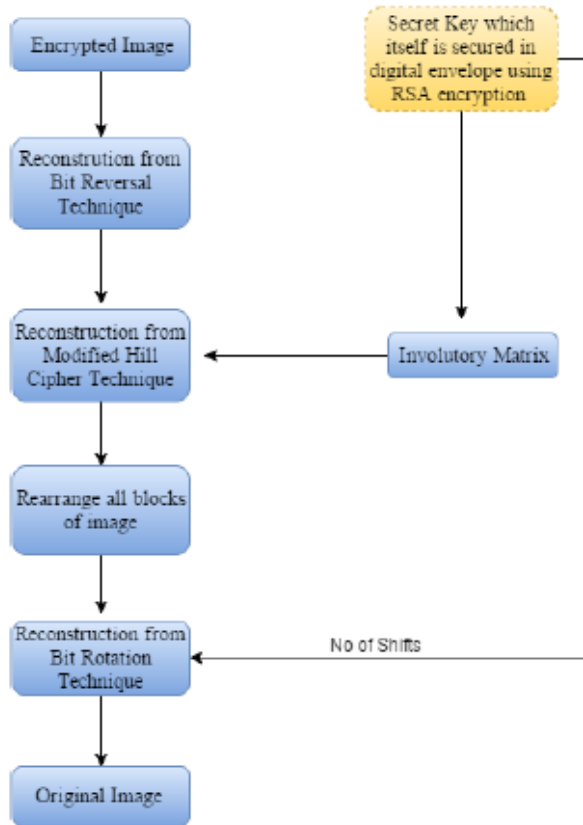 Encrypted Image
Secret Key which
itself is secured in
digital envelope using
RSA encryption
Reconstrution from
Bit Reversal
Technique
Reconstruction from
Modified Hill
Cipher Technique
Involutory Matrix
Rearrange all blocks
of image
Reconstruction from
Bit Rotation
Technique
No of Shifts
Original Image